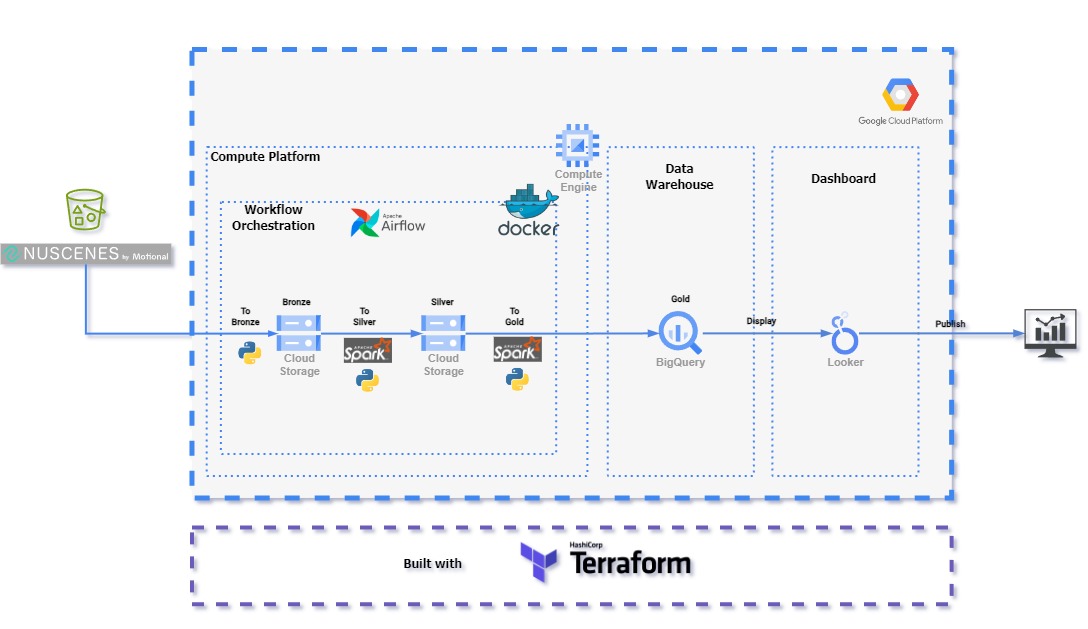 Google Cloud Platform
Compute Platform
Compute
Engine
Data
Warehouse
Dashboard
Workflow
Orchestration
Apache
Airflow
docker
NUSCENES by Motional
To
Bronze
Bronze
Cloud
Storage
To
Silver
APACHE
Spark
Silver
Cloud
Storage
To
Gold
APACHE
Spark
Gold
BigQuery
Display
Looker
Publish
Built with
HashiCorp
Terraform